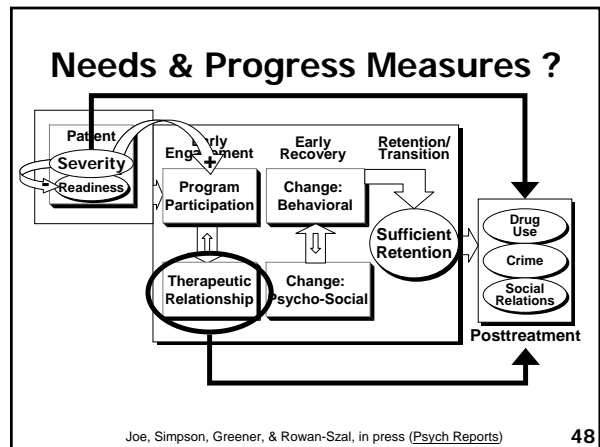 Needs & Progress Measures ?
Patient
Severity
-
Readiness
Early
Engagement
+
Program
Participation
Therapeutic
Relationship
Early
Recovery
Change:
Behavioral
Change:
Psycho-Social
Retention/
Transition
Sufficient
Retention
Drug
Use
Crime
Social
Relations
Posttreatment
Joe, Simpson, Greener, & Rowan-Szal, in press (Psych Reports)
48